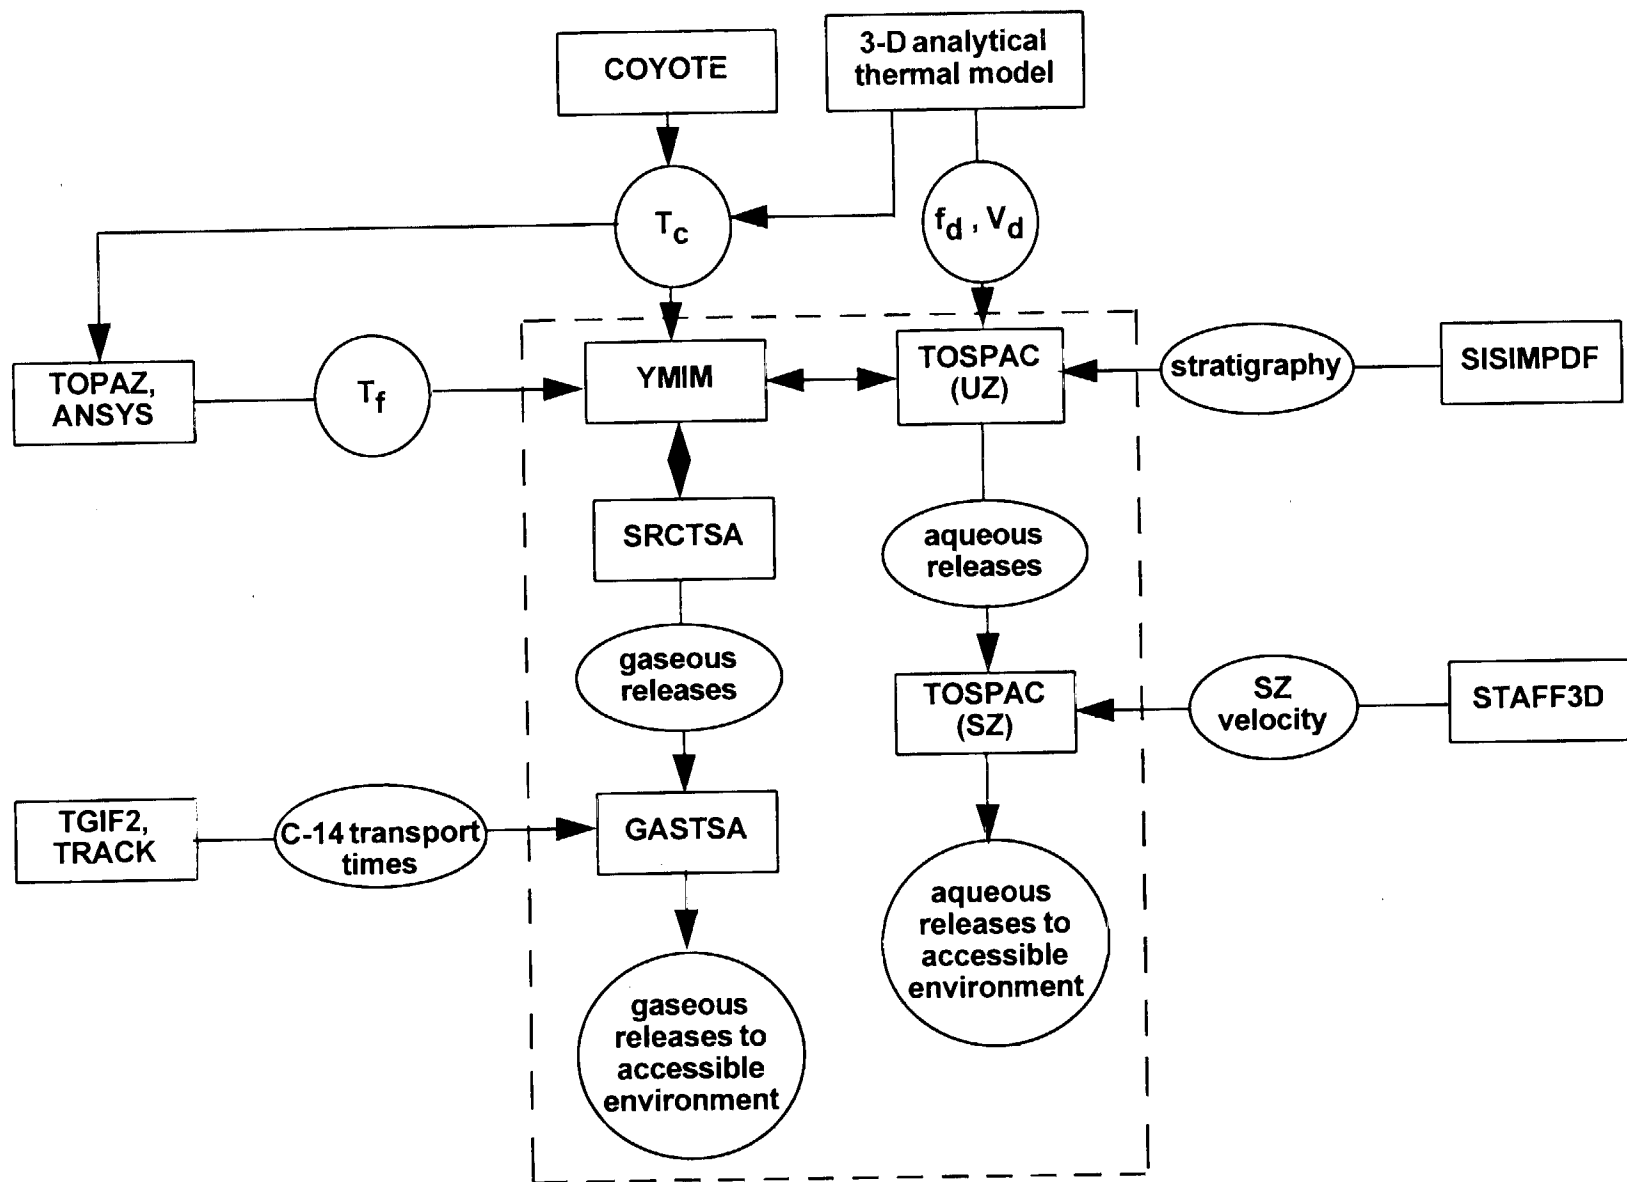 COYOTE
3-D analytical
thermal model
Tc
fd , Vd
TOPAZ,
ANSYS
Tf
YMIM
TOSPAC
(UZ)
stratigraphy
SISIMPDF
SRCTSA
aqueous
releases
gaseous
releases
TOSPAC
(SZ)
SZ
velocity
STAFF3D
TGIF2,
TRACK
C-14 transport
times
GASTSA
aqueous
releases to
accessible
environment
gaseous
releases to
accessible
environment